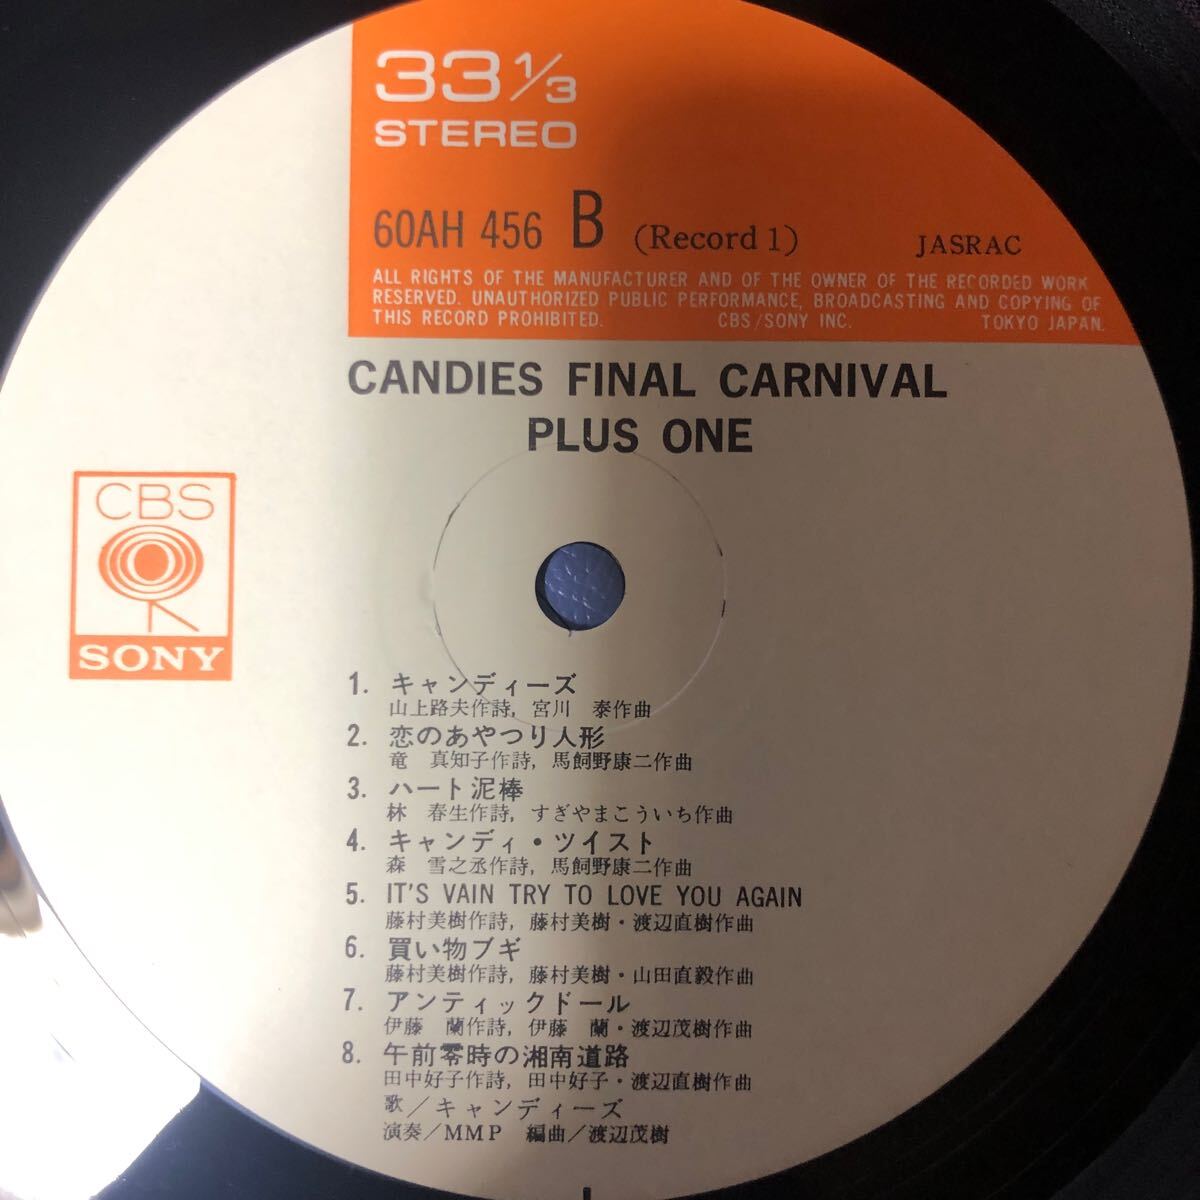 33 1/3
STEREO
60AH 456 B (Record 1) JASRAC
ALL RIGHTS OF THE MANUFACTURER AND OF THE OWNER OF THE RECORDED WORK
RESERVED. UNAUTHORIZED PUBLIC PERFORMANCE, BROADCASTING AND COPYING OF
THIS RECORD PROHIBITED. CBS/SONY INC. TOKYO JAPAN.
CANDIES FINAL CARNIVAL
PLUS ONE
CBS
SONY
1. キャンディーズ
山上路夫作詩, 宮川 泰作曲
2. 恋のあやつり人形
竜 真知子作詩, 馬飼野康二作曲
3. ハート泥棒
林 春生作詩, すぎやまこういち作曲
4. キャンディ・ツイスト
森 雪之丞作詩, 馬飼野康二作曲
5. IT'S VAIN TRY TO LOVE YOU AGAIN
藤村美樹作詩, 藤村美樹・渡辺直樹作曲
6. 買い物ブギ
藤村美樹作詩, 藤村美樹・山田直毅作曲
7. アンティックドール
伊藤 蘭作詩, 伊藤 蘭・渡辺茂樹作曲
8. 午前零時の湘南道路
田中好子作詩, 田中好子・渡辺直樹作曲
歌/キャンディーズ
演奏/MMP 編曲/渡辺茂樹